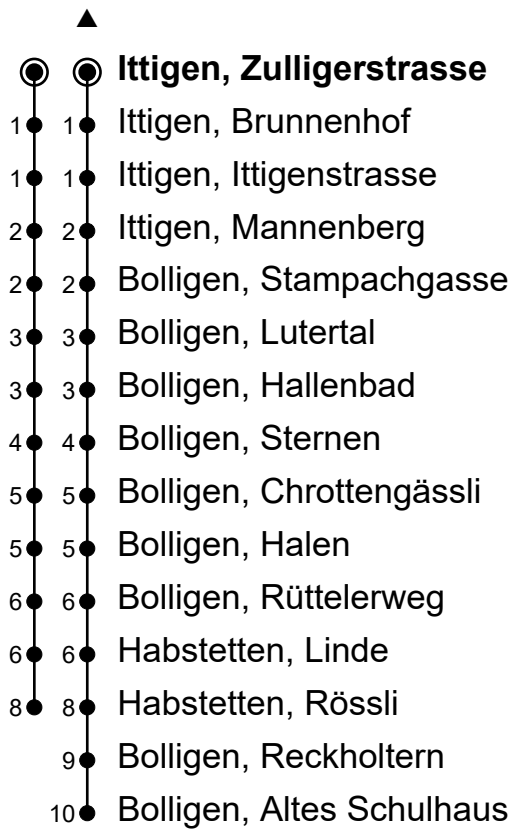 ▲
Ittigen, Zulligerstrasse
1 1 Ittigen, Brunnenhof
1 1 Ittigen, Ittigenstrasse
2 2 Ittigen, Mannenberg
2 2 Bolligen, Stampachgasse
3 3 Bolligen, Lutertal
3 3 Bolligen, Hallenbad
4 4 Bolligen, Sternen
5 5 Bolligen, Chrottengässli
5 5 Bolligen, Halen
6 6 Bolligen, Rüttelerweg
6 6 Habstetten, Linde
8 8 Habstetten, Rössli
9 Bolligen, Reckholtern
10 Bolligen, Altes Schulhaus